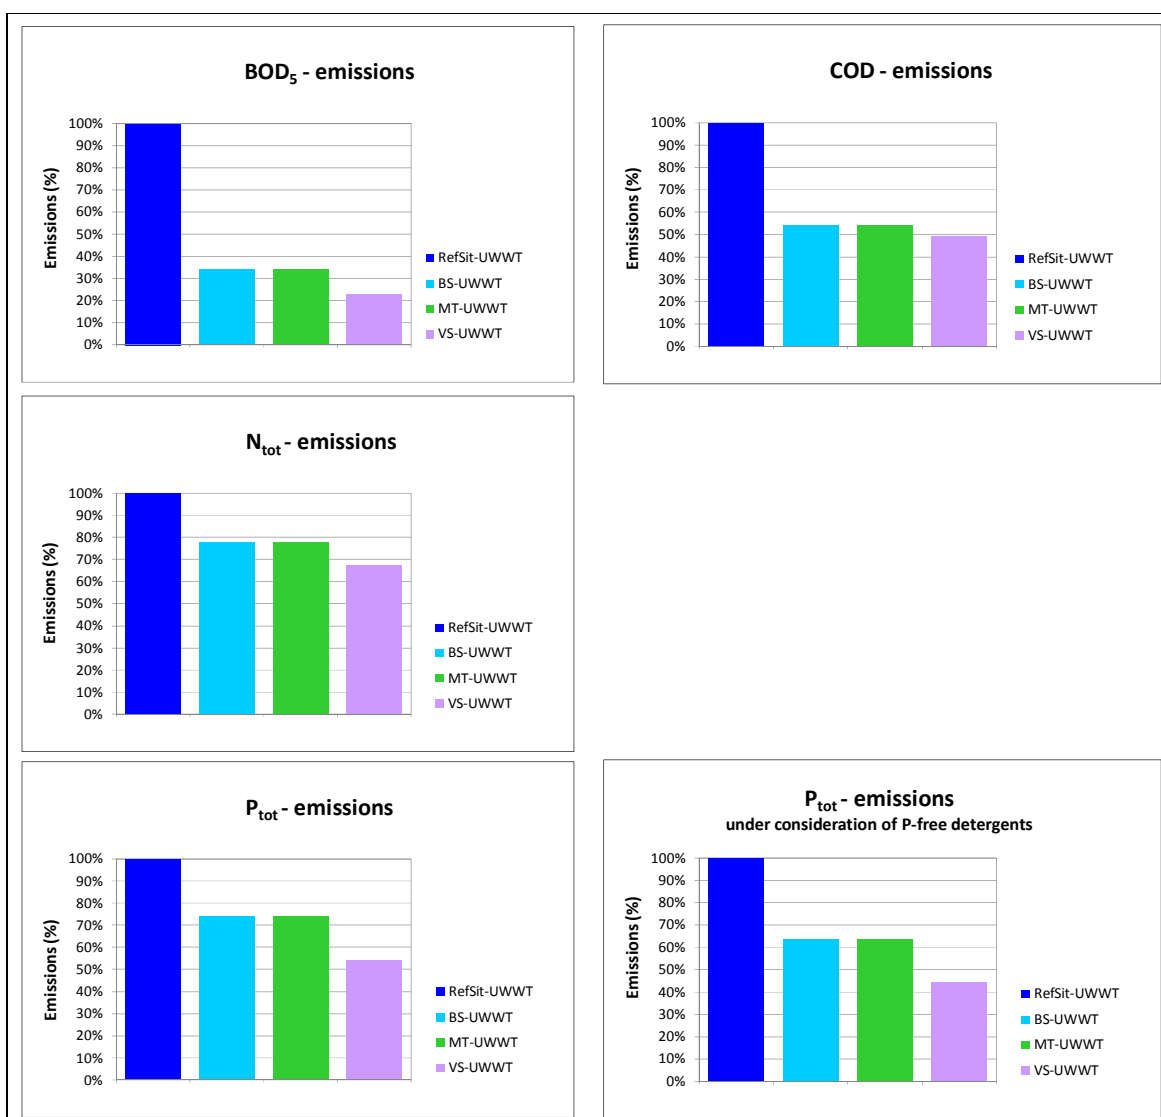 BOD5 - emissions
Emissions (%)
100%
90%
80%
70%
60%
50%
40%
30%
20%
10%
0%
RefSit-UWWT
BS-UWWT
MT-UWWT
VS-UWWT
COD - emissions
Emissions (%)
100%
90%
80%
70%
60%
50%
40%
30%
20%
10%
0%
RefSit-UWWT
BS-UWWT
MT-UWWT
VS-UWWT
Ntot - emissions
Emissions (%)
100%
90%
80%
70%
60%
50%
40%
30%
20%
10%
0%
RefSit-UWWT
BS-UWWT
MT-UWWT
VS-UWWT
Ptot - emissions
Emissions (%)
100%
90%
80%
70%
60%
50%
40%
30%
20%
10%
0%
RefSit-UWWT
BS-UWWT
MT-UWWT
VS-UWWT
Ptot - emissions
under consideration of P-free detergents
Emissions (%)
100%
90%
80%
70%
60%
50%
40%
30%
20%
10%
0%
RefSit-UWWT
BS-UWWT
MT-UWWT
VS-UWWT